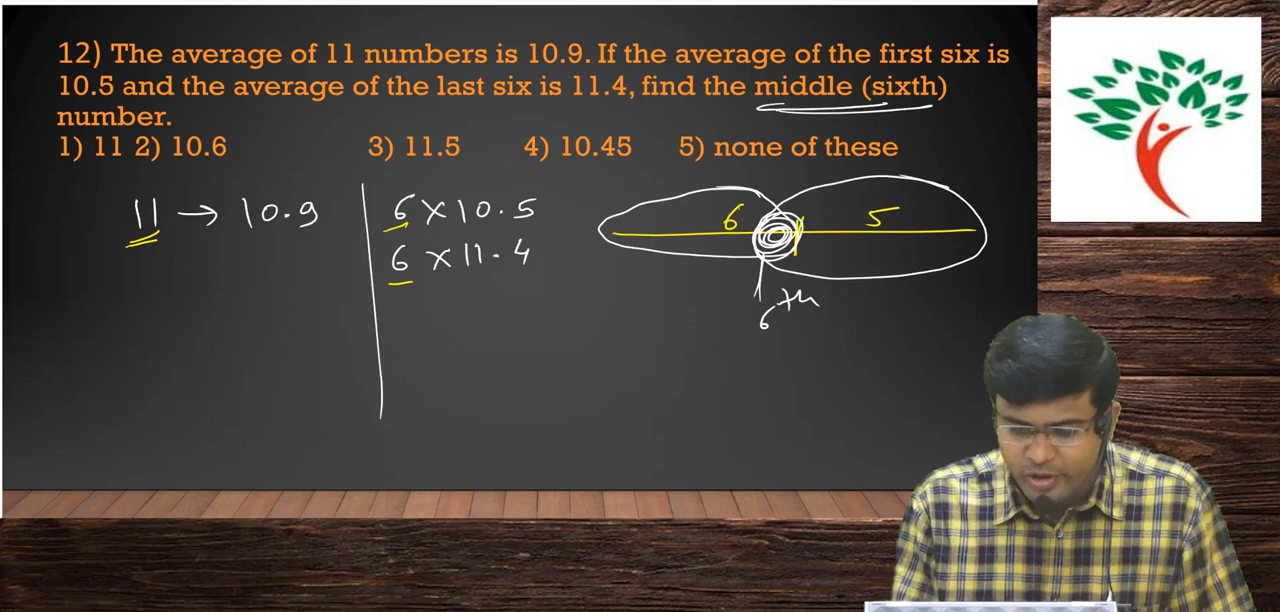 12) The average of 11 numbers is 10.9. If the average of the first six is
10.5 and the average of the last six is 11.4, find the middle (sixth)
number.
1) 11 2) 10.6 3) 11.5 4) 10.45 5) none of these
11 → 10.9
6 × 10.5
6 × 11.4
6 5
6th